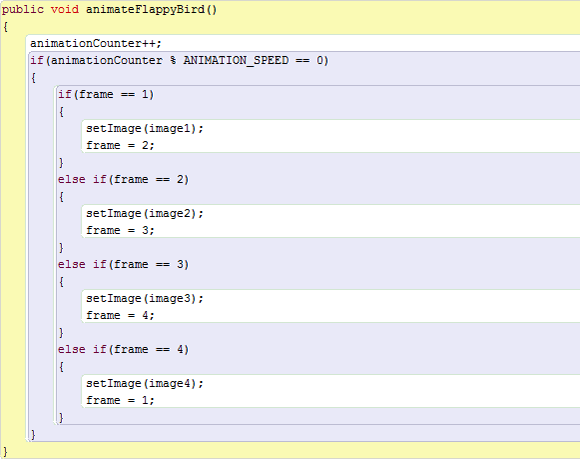 public void animateFlappyBird()
{
animationCounter++;
if(animationCounter % ANIMATION_SPEED == 0)
{
if(frame == 1)
{
setImage(image1);
frame = 2;
}
else if(frame == 2)
{
setImage(image2);
frame = 3;
}
else if(frame == 3)
{
setImage(image3);
frame = 4;
}
else if(frame == 4)
{
setImage(image4);
frame = 1;
}
}
}